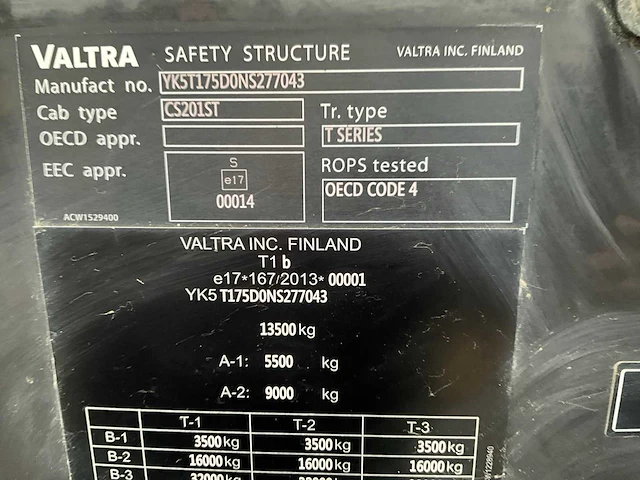 VALTRA SAFETY STRUCTURE VALTRA INC. FINLAND
Manufact no. YK5T175D0NS277043
Cab type CS201ST Tr. type
OECD appr. T SERIES
EEC appr. S ROPS tested
e17 OECD CODE 4
00014
ACW1529400
VALTRA INC. FINLAND
T1 b
e17*167/2013*00001
YK5 T175D0NS277043
13500 kg
A-1: 5500 kg
A-2: 9000 kg
T-1 T-2 T-3
B-1 3500 kg 3500 kg 3500 kg
B-2 16000 kg 16000 kg 16000 kg
B-3 32000 kg